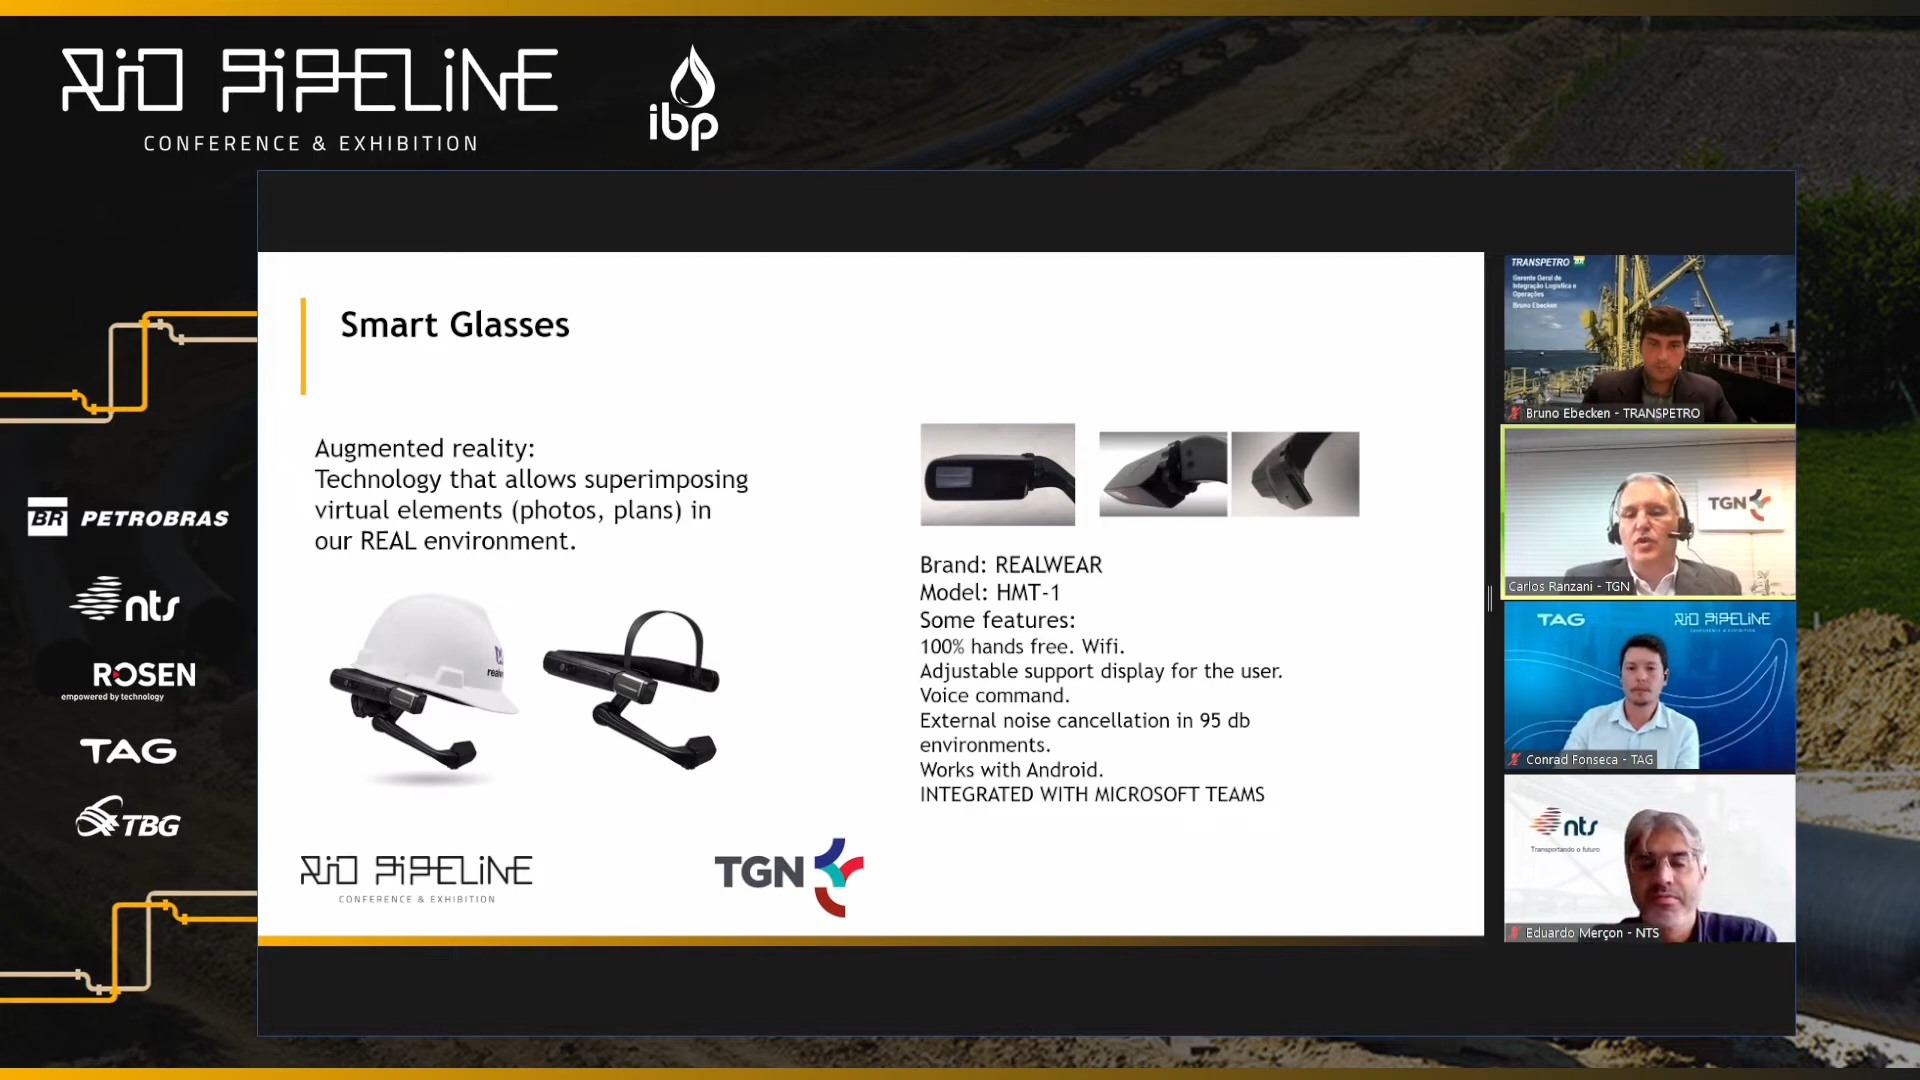 RIO PIPELINE
CONFERENCE & EXHIBITION
ibp
BR PETROBRAS
nts
ROSEN
empowered by technology
TAG
TBG
Smart Glasses
Augmented reality:
Technology that allows superimposing
virtual elements (photos, plans) in
our REAL environment.
Brand: REALWEAR
Model: HMT-1
Some features:
100% hands free. Wifi.
Adjustable support display for the user.
Voice command.
External noise cancellation in 95 db
environments.
Works with Android.
INTEGRATED WITH MICROSOFT TEAMS
RIO PIPELINE
CONFERENCE & EXHIBITION
TGN
TRANSPETRO BR
Gerente Geral de
Integração Logística e
Operações
Bruno Ebecken
Bruno Ebecken - TRANSPETRO
TGN
Carlos Ranzani - TGN
TAG
RIO PIPELINE
Conrad Fonseca - TAG
nts
Transportando o futuro
Eduardo Merçon - NTS